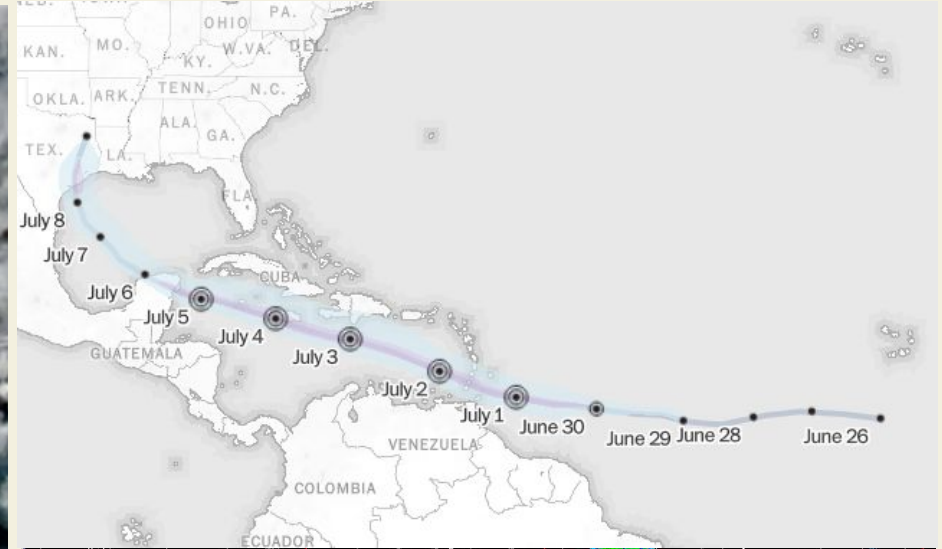 PA.
OHIO
MO.
W.VA.
DEL.
KAN.
KY.
TENN.
N.C.
OKLA.
ARK.
ALA.
GA.
TEX.
LA.
FLA.
July 8
July 7
CUBA
July 6
July 5
July 4
GUATEMALA
July 3
July 2
July 1
June 30
June 29
June 28
June 26
VENEZUELA
COLOMBIA
ECUADOR